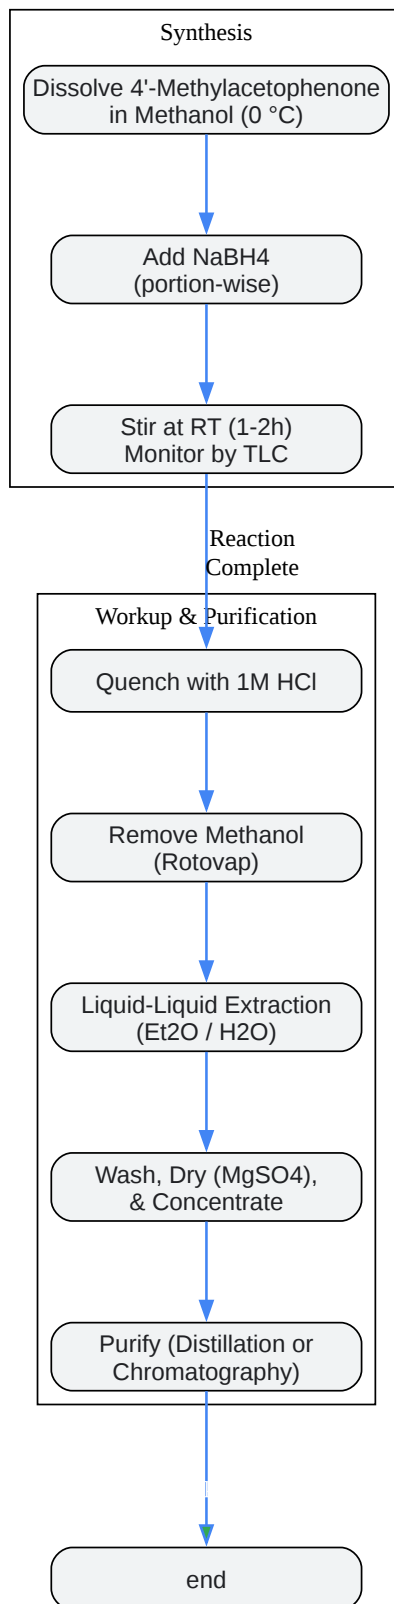 Synthesis
Dissolve 4'-Methylacetophenone
in Methanol (0 °C)
Add NaBH4
(portion-wise)
Stir at RT (1-2h)
Monitor by TLC
Reaction
Complete
Workup & Purification
Quench with 1M HCl
Remove Methanol
(Rotovap)
Liquid-Liquid Extraction
(Et2O / H2O)
Wash, Dry (MgSO4),
& Concentrate
Purify (Distillation or
Chromatography)
end